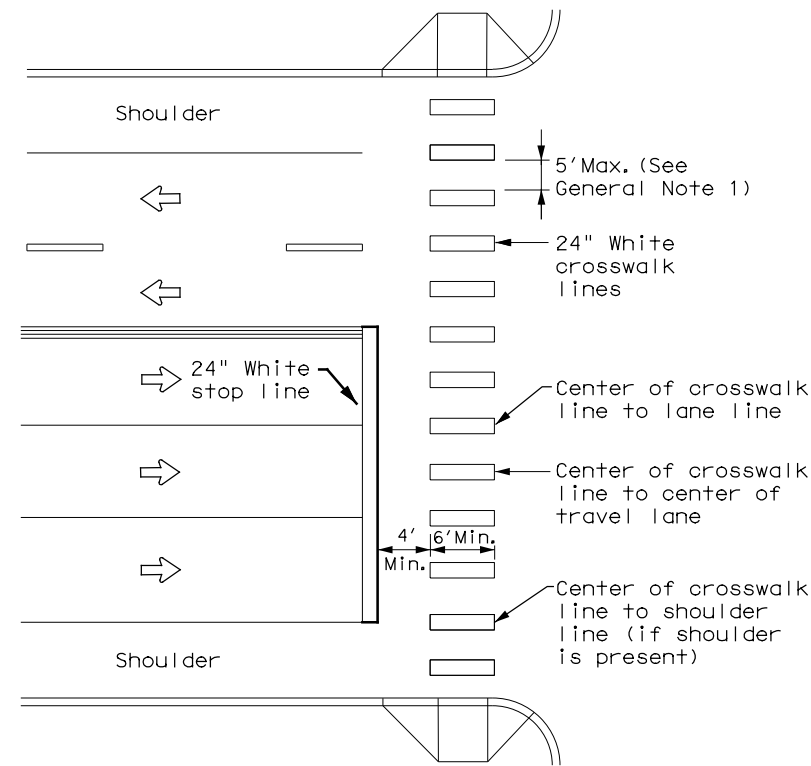 Shoulder
5' Max. (See
General Note 1)
24" White
crosswalk
lines
24" White
stop line
Center of crosswalk
line to lane line
Center of crosswalk
line to center of
travel lane
4'
Min.
6' Min.
Center of crosswalk
line to shoulder
line (if shoulder
is present)
Shoulder